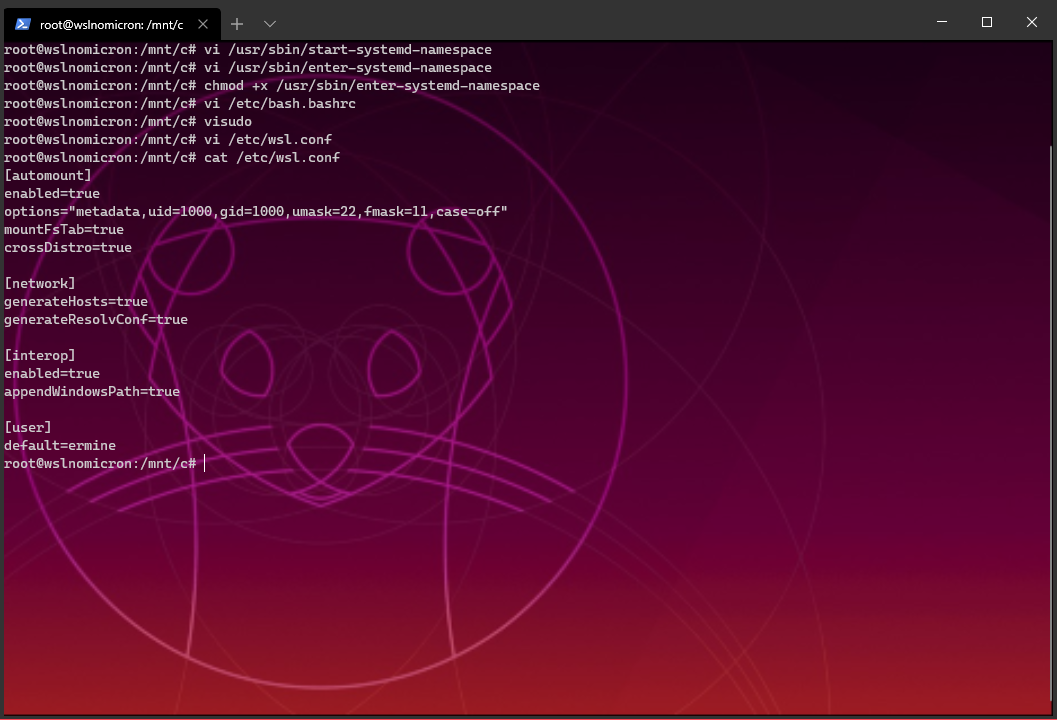 root@wslnomicron: /mnt/c
root@wslnomicron:/mnt/c# vi /usr/sbin/start-systemd-namespace
root@wslnomicron:/mnt/c# vi /usr/sbin/enter-systemd-namespace
root@wslnomicron:/mnt/c# chmod +x /usr/sbin/enter-systemd-namespace
root@wslnomicron:/mnt/c# vi /etc/bash.bashrc
root@wslnomicron:/mnt/c# visudo
root@wslnomicron:/mnt/c# vi /etc/wsl.conf
root@wslnomicron:/mnt/c# cat /etc/wsl.conf
[automount]
enabled=true
options="metadata,uid=1000,gid=1000,umask=22,fmask=11,case=off"
mountFsTab=true
crossDistro=true

[network]
generateHosts=true
generateResolvConf=true

[interop]
enabled=true
appendWindowsPath=true

[user]
default=ermine
root@wslnomicron:/mnt/c#